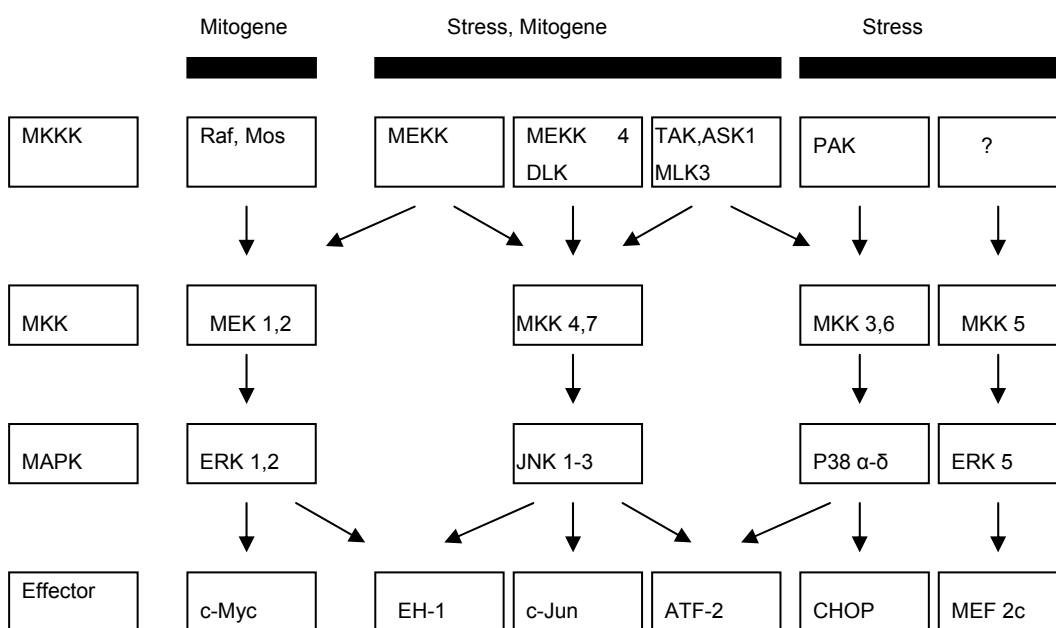 Mitogene
Stress, Mitogene
Stress
MKKK
Raf, Mos
MEKK
MEKK 4
DLK
TAK,ASK1
MLK3
PAK
?
MKK
MEK 1,2
MKK 4,7
MKK 3,6
MKK 5
MAPK
ERK 1,2
JNK 1-3
P38 α-δ
ERK 5
Effector
c-Myc
EH-1
c-Jun
ATF-2
CHOP
MEF 2c